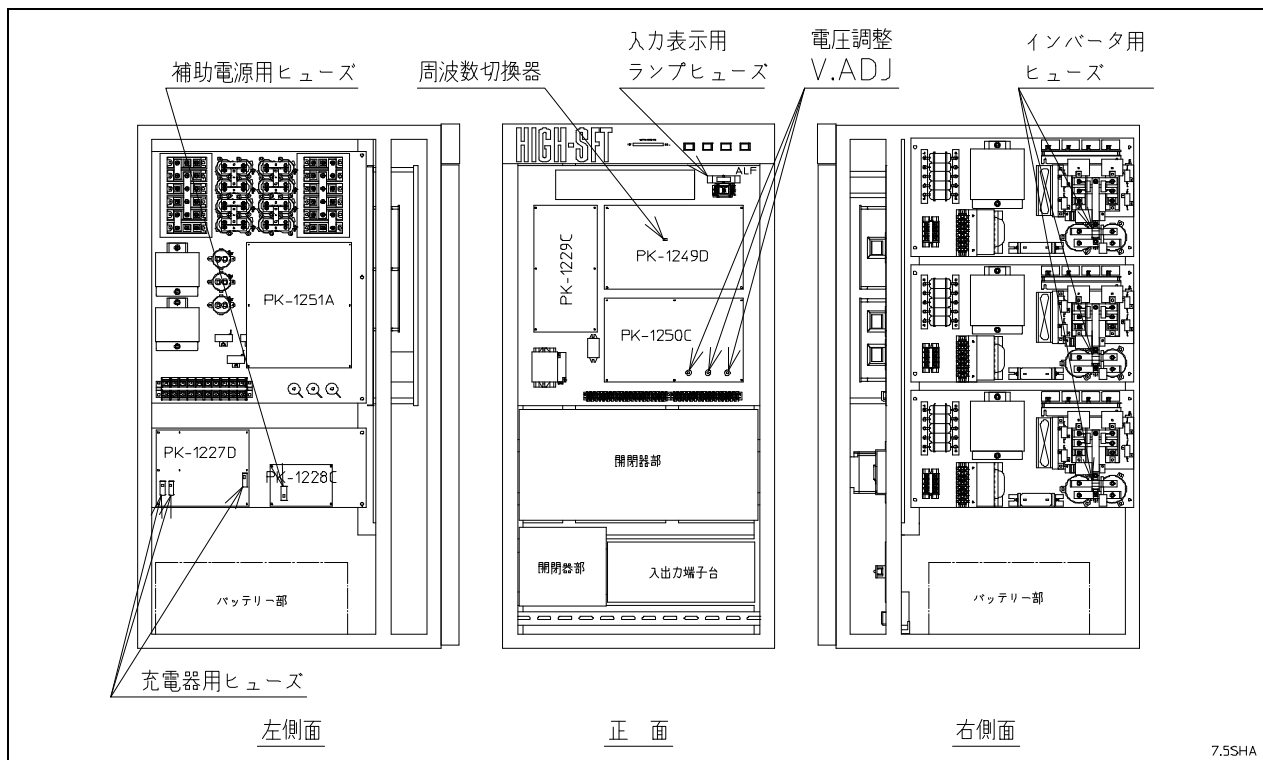 補助電源用ヒューズ
周波数切換器
入力表示用
ランプヒューズ
電圧調整
V.ADJ
インバータ用
ヒューズ
HIGH-SET
ALF
PK-1251A
PK-1229C
PK-1249D
PK-1250C
PK-1227D
PK-1228C
開閉器部
開閉器部
入出力端子台
バッテリー部
バッテリー部
充電器用ヒューズ
左側面
正 面
右側面
7.5SHA